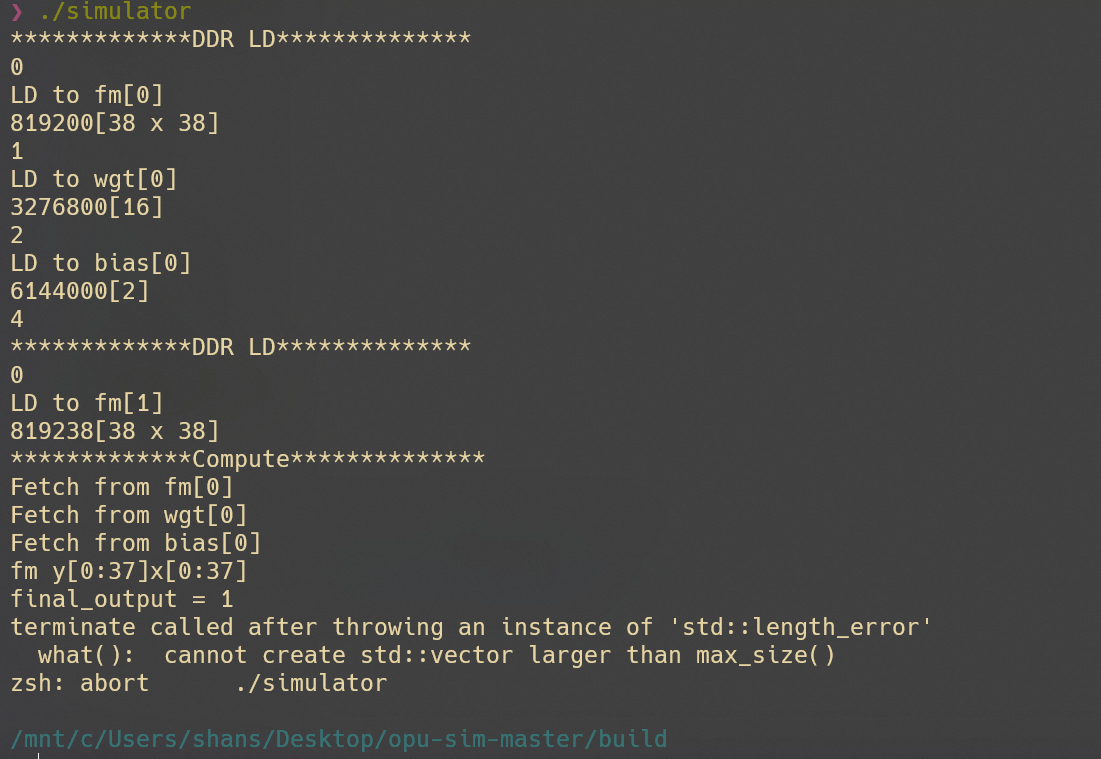 ❯ ./simulator
*************DDR LD**************
0
LD to fm[0]
819200[38 x 38]
1
LD to wgt[0]
3276800[16]
2
LD to bias[0]
6144000[2]
4
*************DDR LD**************
0
LD to fm[1]
819238[38 x 38]
*************Compute**************
Fetch from fm[0]
Fetch from wgt[0]
Fetch from bias[0]
fm y[0:37]x[0:37]
final_output = 1
terminate called after throwing an instance of 'std::length_error'
  what():  cannot create std::vector larger than max_size()
zsh: abort      ./simulator
/mnt/c/Users/shans/Desktop/opu-sim-master/build